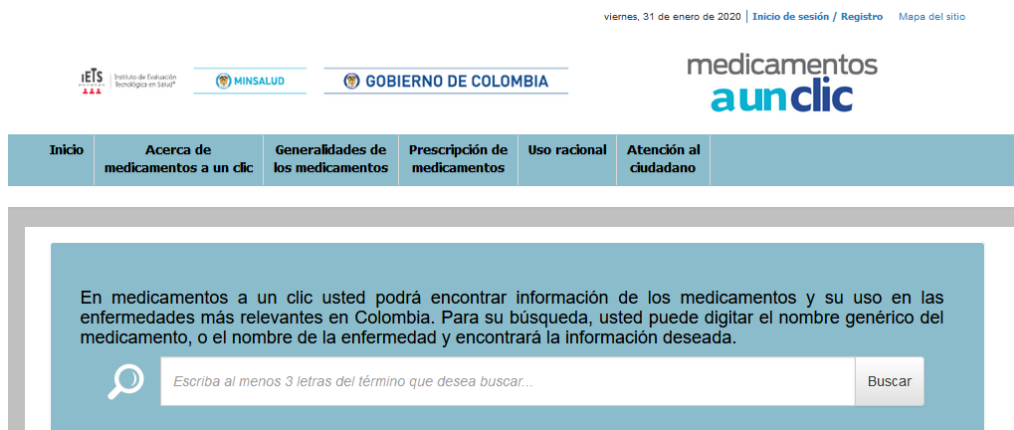 viernes, 31 de enero de 2020 | Inicio de sesión / Registro Mapa del sitio
IETS Instituto de Evaluación
Tecnológica en Salud®
MINSALUD
GOBIERNO DE COLOMBIA
medicamentos
a un clic
Inicio
Acerca de
medicamentos a un clic
Generalidades de
los medicamentos
Prescripción de
medicamentos
Uso racional
Atención al
ciudadano
En medicamentos a un clic usted podrá encontrar información de los medicamentos y su uso en las
enfermedades más relevantes en Colombia. Para su búsqueda, usted puede digitar el nombre genérico del
medicamento, o el nombre de la enfermedad y encontrará la información deseada.
Escriba al menos 3 letras del término que desea buscar...
Buscar